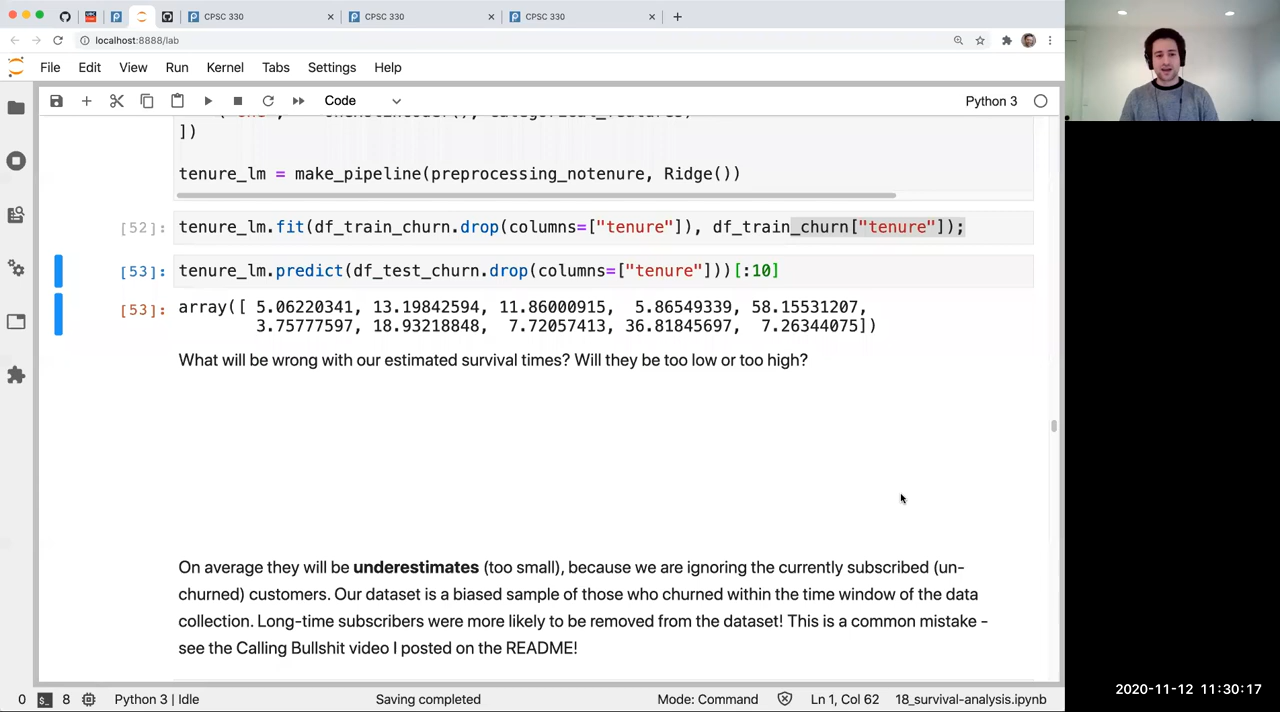 CPSC 330
CPSC 330
CPSC 330
localhost:8888/lab
File Edit View Run Kernel Tabs Settings Help
Code
Python 3
])
tenure_lm = make_pipeline(preprocessing_notenure, Ridge())
[52]: tenure_lm.fit(df_train_churn.drop(columns=["tenure"]), df_train_churn["tenure"]);
[53]: tenure_lm.predict(df_test_churn.drop(columns=["tenure"]))[:10]
[53]: array([ 5.06220341, 13.19842594, 11.86000915,  5.86549339, 58.15531207,
3.75777597, 18.93218848,  7.72057413, 36.81845697,  7.26344075])
What will be wrong with our estimated survival times? Will they be too low or too high?
On average they will be underestimates (too small), because we are ignoring the currently subscribed (un-
churned) customers. Our dataset is a biased sample of those who churned within the time window of the data
collection. Long-time subscribers were more likely to be removed from the dataset! This is a common mistake -
see the Calling Bullshit video I posted on the README!
0 8 Python 3 | Idle Saving completed Mode: Command Ln 1, Col 62 18_survival-analysis.ipynb
2020-11-12 11:30:17